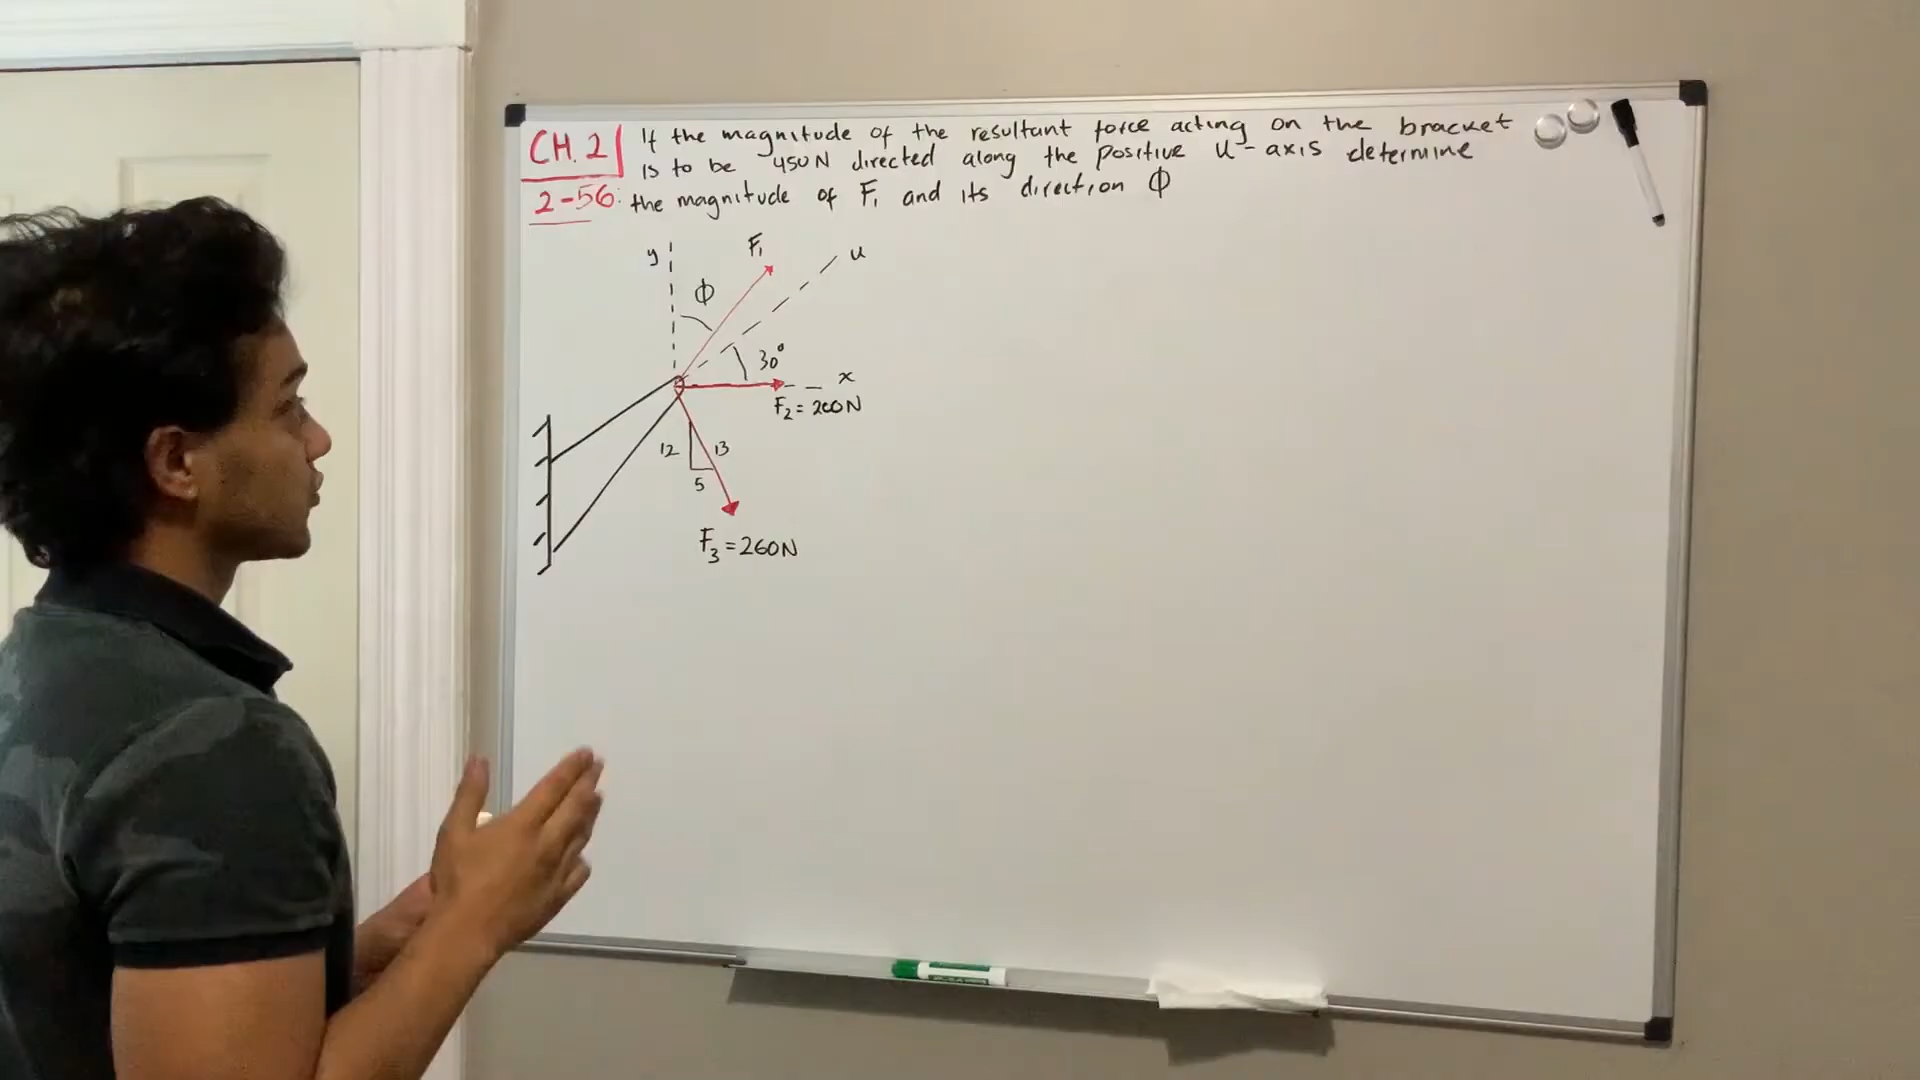 CH. 2 If the magnitude of the resultant force acting on the bracket
is to be 450N directed along the positive u-axis determine
2-56: the magnitude of F₁ and its direction Φ
y
F₁
u
Φ
30°
x
F₂ = 200N
12
13
5
F₃ = 260N